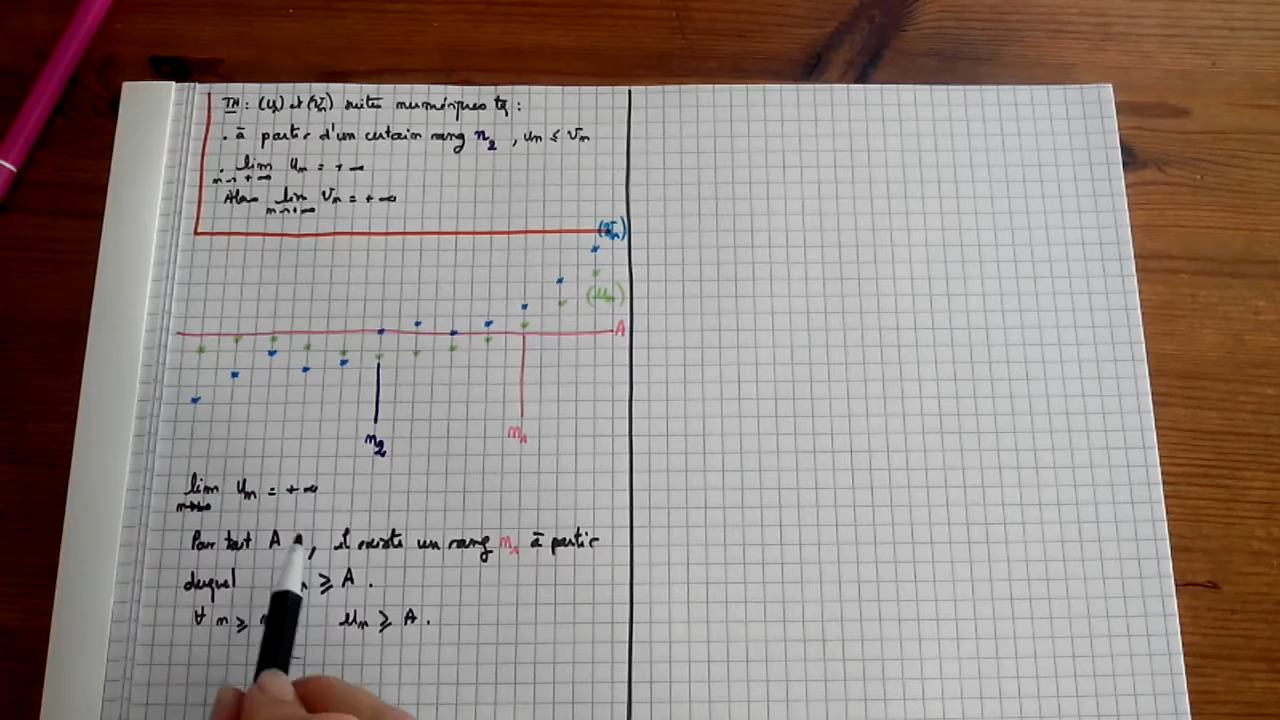 TH : (un) et (vn) suites numériques tq :
. à partir d'un certain rang n2 , un ≤ vn
. lim un = +∞
n→+∞
Alors lim vn = +∞
n→+∞
(vn)
(un)
A
n2
n1
lim un = +∞
n→+∞
Pour tout A , il existe un rang n1 à partir
duquel n ≥ A .
∀ n ≥ un ≥ A .